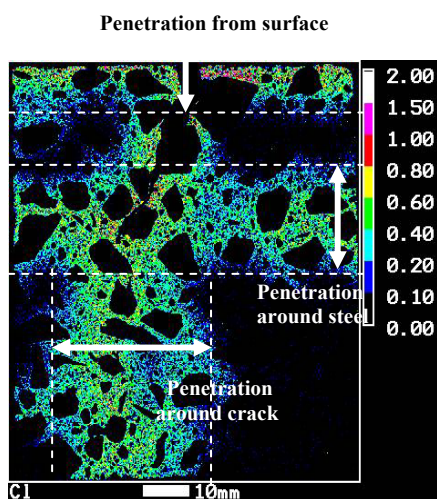 Penetration from surface
2.00
1.50
1.00
0.80
0.60
0.40
0.20
0.10
0.00
Penetration
around steel
Penetration
around crack
Cl 10mm